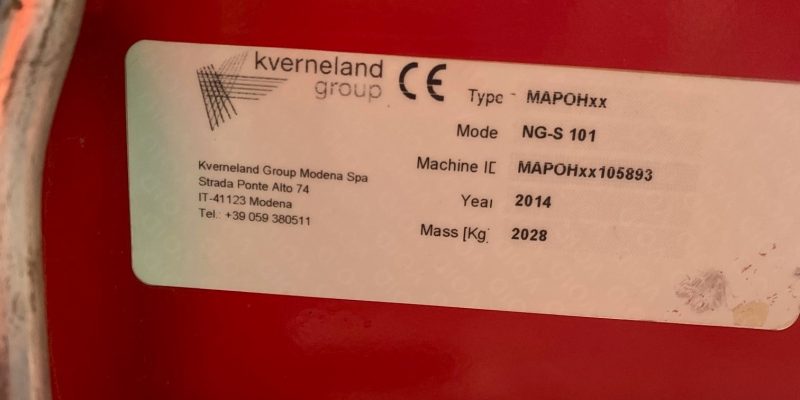 kverneland
group
CE
Type MAPOHxx
Mode NG-S 101
Machine ID MAPOHxx105893
Year 2014
Mass [Kg] 2028
Kverneland Group Modena Spa
Strada Ponte Alto 74
IT-41123 Modena
Tel.: +39 059 380511